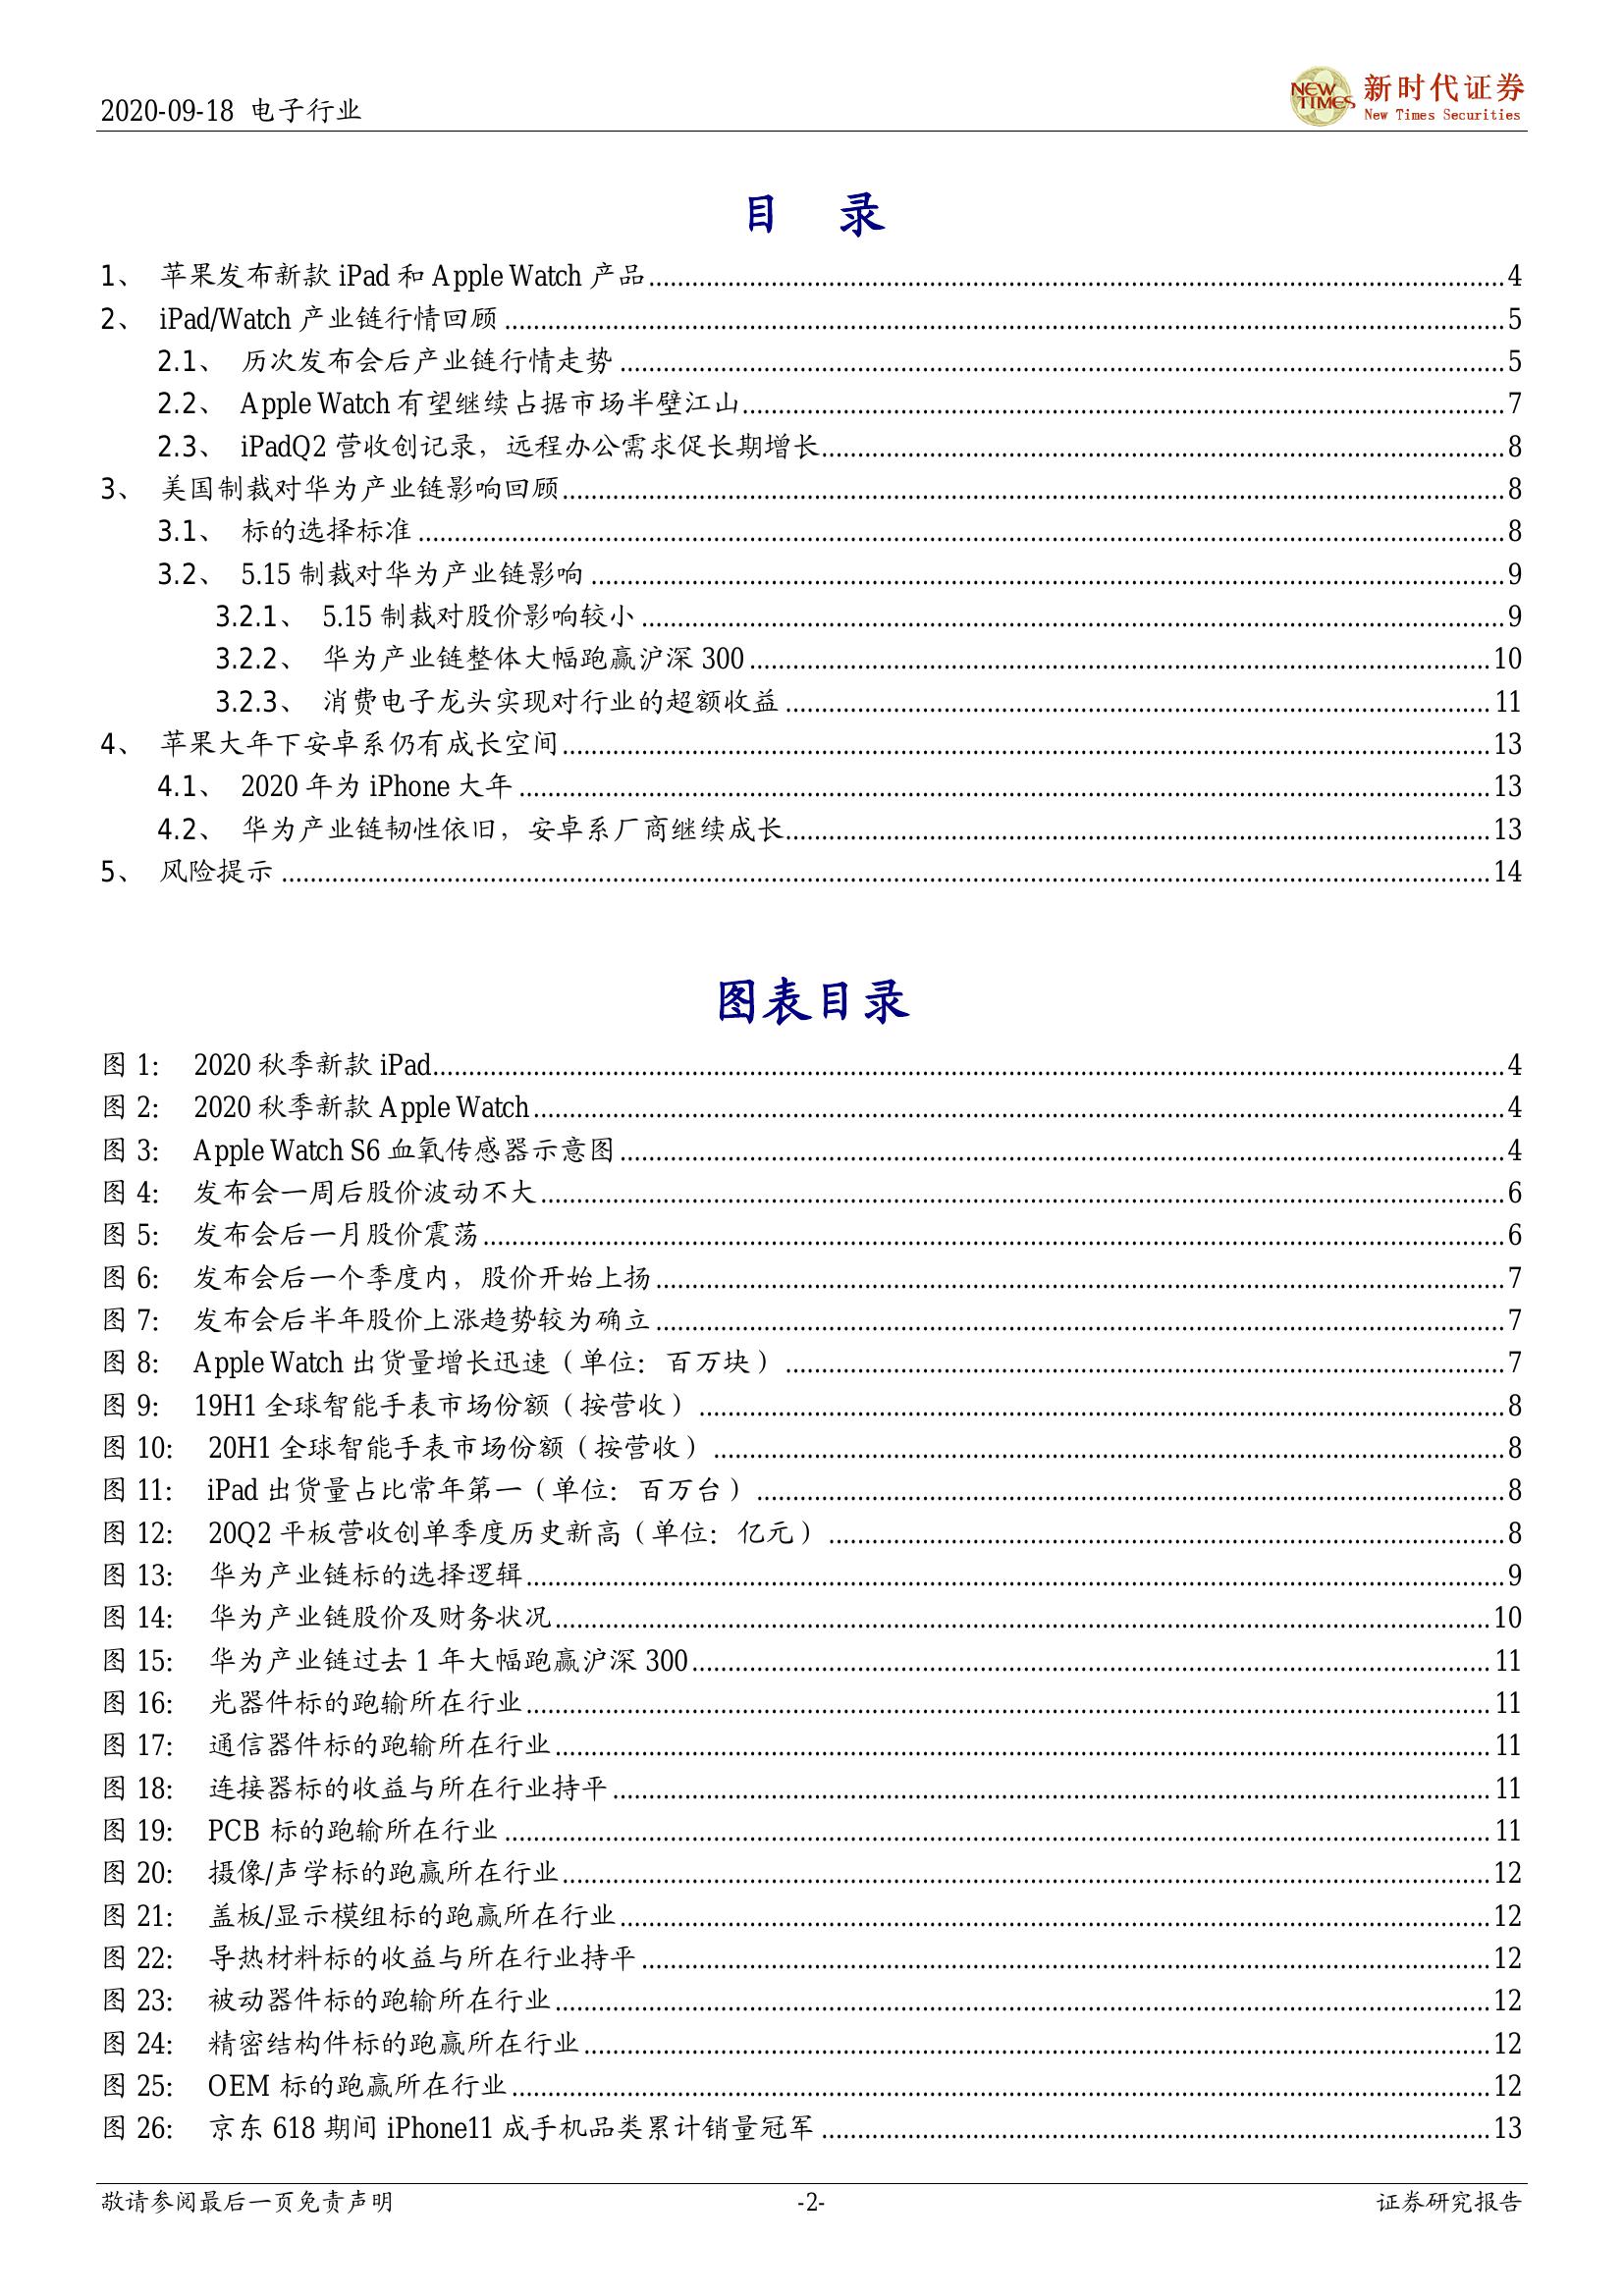 2020-09-18 电子行业
NEW TIMES 新时代证券
New Times Securities
目 录
1、 苹果发布新款 iPad 和 Apple Watch 产品 4
2、 iPad/Watch 产业链行情回顾 5
2.1、 历次发布会后产业链行情走势 5
2.2、 Apple Watch 有望继续占据市场半壁江山 7
2.3、 iPadQ2 营收创记录，远程办公需求促长期增长 8
3、 美国制裁对华为产业链影响回顾 8
3.1、 标的选择标准 8
3.2、 5.15 制裁对华为产业链影响 9
3.2.1、 5.15 制裁对股价影响较小 9
3.2.2、 华为产业链整体大幅跑赢沪深 300 10
3.2.3、 消费电子龙头实现对行业的超额收益 11
4、 苹果大年下安卓系仍有成长空间 13
4.1、 2020 年为 iPhone 大年 13
4.2、 华为产业链韧性依旧，安卓系厂商继续成长 13
5、 风险提示 14
图表目录
图 1: 2020 秋季新款 iPad 4
图 2: 2020 秋季新款 Apple Watch 4
图 3: Apple Watch S6 血氧传感器示意图 4
图 4: 发布会一周后股价波动不大 6
图 5: 发布会后一月股价震荡 6
图 6: 发布会后一个季度内，股价开始上扬 7
图 7: 发布会后半年股价上涨趋势较为确立 7
图 8: Apple Watch 出货量增长迅速（单位：百万块） 7
图 9: 19H1 全球智能手表市场份额（按营收） 8
图 10: 20H1 全球智能手表市场份额（按营收） 8
图 11: iPad 出货量占比常年第一（单位：百万台） 8
图 12: 20Q2 平板营收创单季度历史新高（单位：亿元） 8
图 13: 华为产业链标的选择逻辑 9
图 14: 华为产业链股价及财务状况 10
图 15: 华为产业链过去 1 年大幅跑赢沪深 300 11
图 16: 光器件标的跑输所在行业 11
图 17: 通信器件标的跑输所在行业 11
图 18: 连接器标的收益与所在行业持平 11
图 19: PCB 标的跑输所在行业 11
图 20: 摄像/声学标的跑赢所在行业 12
图 21: 盖板/显示模组标的跑赢所在行业 12
图 22: 导热材料标的收益与所在行业持平 12
图 23: 被动器件标的跑输所在行业 12
图 24: 精密结构件标的跑赢所在行业 12
图 25: OEM 标的跑赢所在行业 12
图 26: 京东 618 期间 iPhone11 成手机品类累计销量冠军 13
敬请参阅最后一页免责声明 -2- 证券研究报告